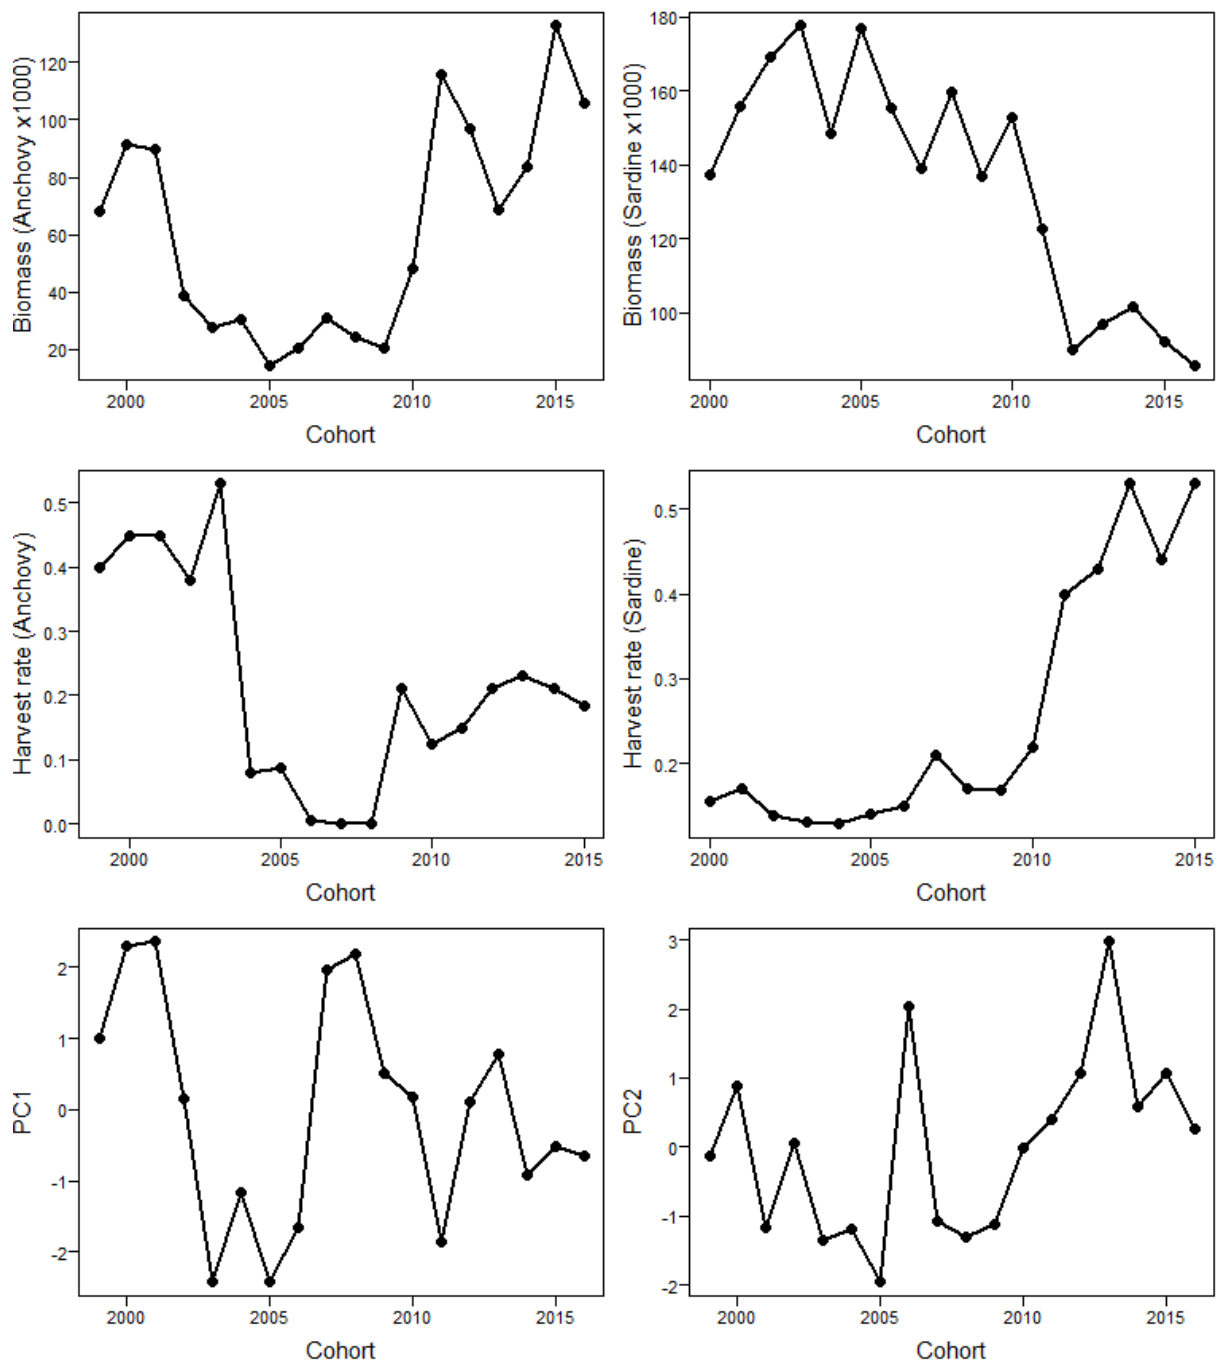 Biomass (Anchovy x1000)
120
100
80
60
40
20
2000 2005 2010 2015
Cohort
Biomass (Sardine x1000)
180
160
140
120
100
2000 2005 2010 2015
Cohort
Harvest rate (Anchovy)
0.5
0.4
0.3
0.2
0.1
0.0
2000 2005 2010 2015
Cohort
Harvest rate (Sardine)
0.5
0.4
0.3
0.2
2000 2005 2010 2015
Cohort
PC1
2
1
0
-1
-2
2000 2005 2010 2015
Cohort
PC2
3
2
1
0
-1
-2
2000 2005 2010 2015
Cohort